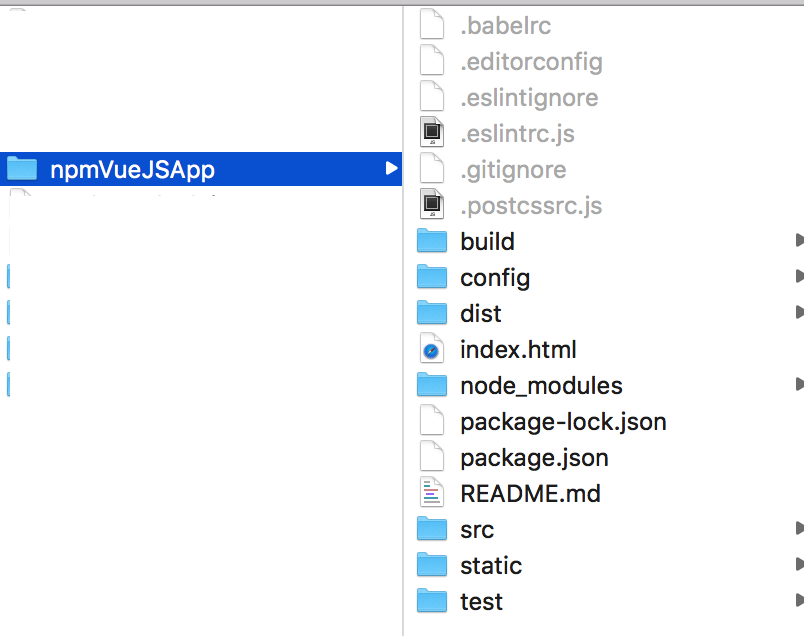 npmVueJSApp
.babelrc
.editorconfig
.eslintignore
.eslintrc.js
.gitignore
.postcssrc.js
build
config
dist
index.html
node_modules
package-lock.json
package.json
README.md
src
static
test